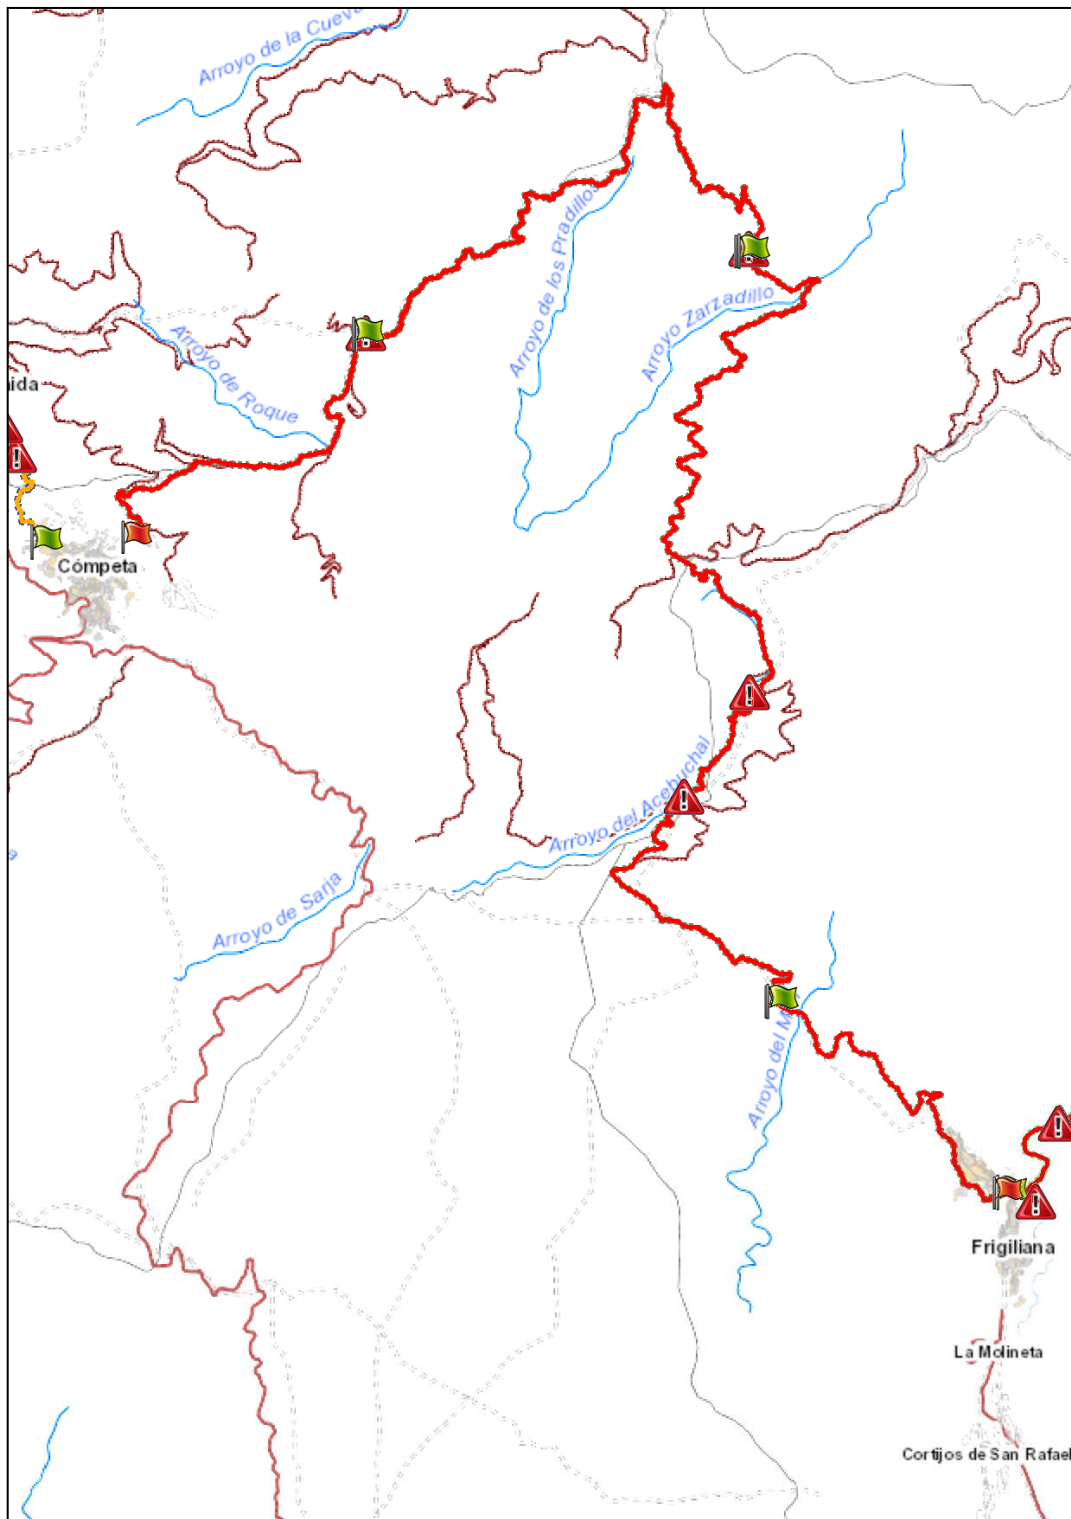 Arroyo de la Cueva
Arroyo de los Pradillos
Arroyo Zarzadillo
Arroyo de Roque
ida
Cómpeta
Arroyo del Acebuchal
a
Arroyo de Sarja
Arroyo del M
Frigiliana
La Molineta
Cortijos de San Rafael